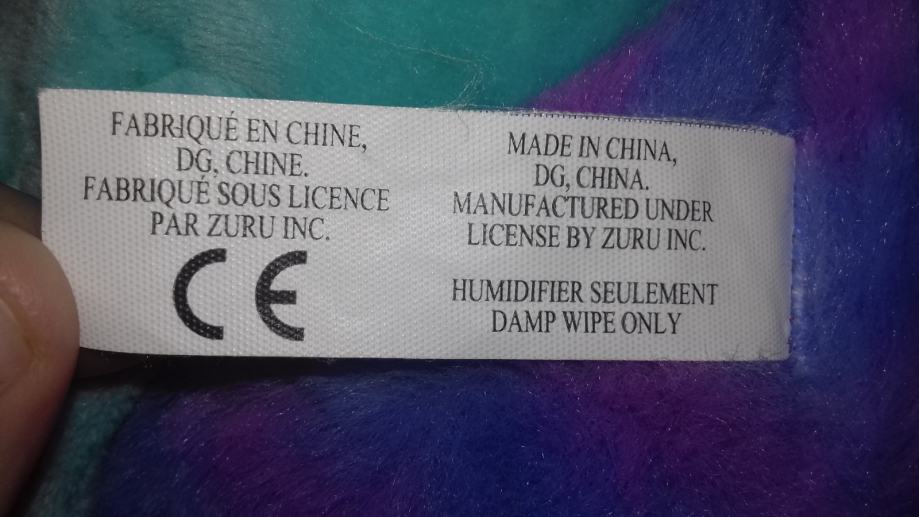 FABRIQUÉ EN CHINE,
DG, CHINE.
FABRIQUÉ SOUS LICENCE
PAR ZURU INC.
CE
MADE IN CHINA,
DG, CHINA.
MANUFACTURED UNDER
LICENSE BY ZURU INC.
HUMIDIFIER SEULEMENT
DAMP WIPE ONLY